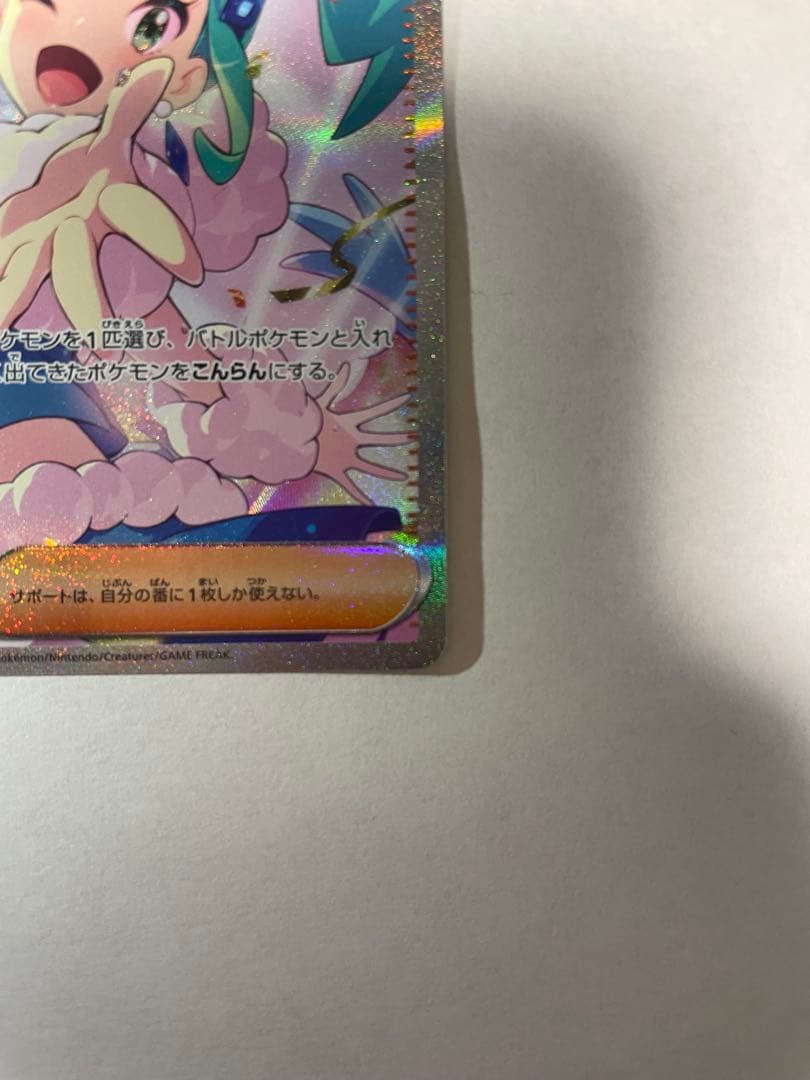 ケモンを1匹選び、バトルポケモンと入れ
出てきたポケモンをこんらんにする。
サポートは、自分の番に1枚しか使えない。
okémon/Nintendo/Creatures/GAME FREAK.